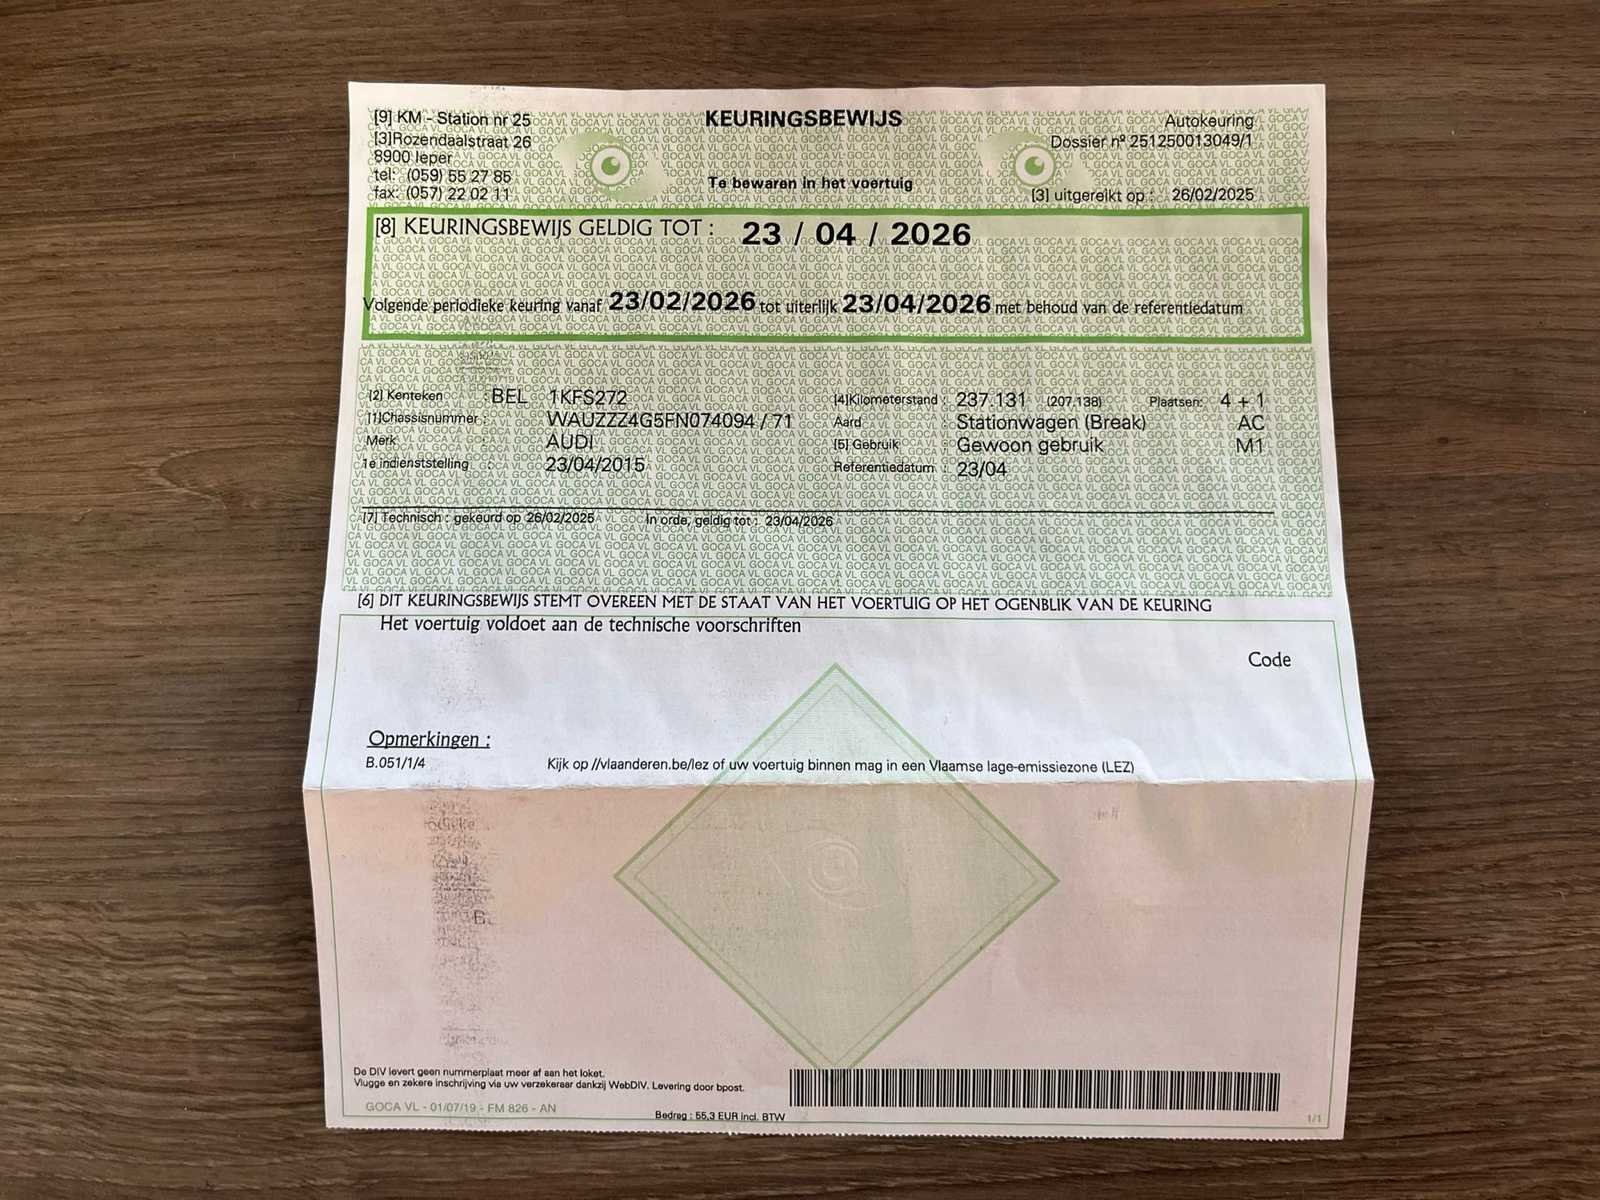 [9] KM - Station nr 25
[3]Rozendaalstraat 26
8900 Ieper
tel: (059) 55 27 85
fax: (057) 22 02 11
KEURINGSBEWIJS
Te bewaren in het voertuig
Autokeuring
Dossier nº 251250013049/1
[3] uitgereikt op : 26/02/2025
[8] KEURINGSBEWIJS GELDIG TOT : 23 / 04 / 2026
Volgende periodieke keuring vanaf 23/02/2026 tot uiterlijk 23/04/2026 met behoud van de referentiedatum
[2] Kenteken : BEL 1KFS272
[1]Chassisnummer : WAUZZZ4G5FN074094 / 71
Merk : AUDI
1e indienststelling : 23/04/2015
[4]Kilometerstand : 237.131 (207.138) Plaatsen: 4 + 1
Aard : Stationwagen (Break) AC
[5] Gebruik : Gewoon gebruik M1
Referentiedatum : 23/04
[7] Technisch : gekeurd op 26/02/2025 In orde, geldig tot : 23/04/2026
[6] DIT KEURINGSBEWIJS STEMT OVEREEN MET DE STAAT VAN HET VOERTUIG OP HET OGENBLIK VAN DE KEURING
Het voertuig voldoet aan de technische voorschriften
Code
Opmerkingen :
B.051/1/4 Kijk op //vlaanderen.be/lez of uw voertuig binnen mag in een Vlaamse lage-emissiezone (LEZ)
De DIV levert geen nummerplaat meer af aan het loket.
Vlugge en zekere inschrijving via uw verzekeraar dankzij WebDIV. Levering door bpost.
GOCA VL - 01/07/19 - FM 826 - AN
Bedrag : 55,3 EUR incl. BTW
1/1